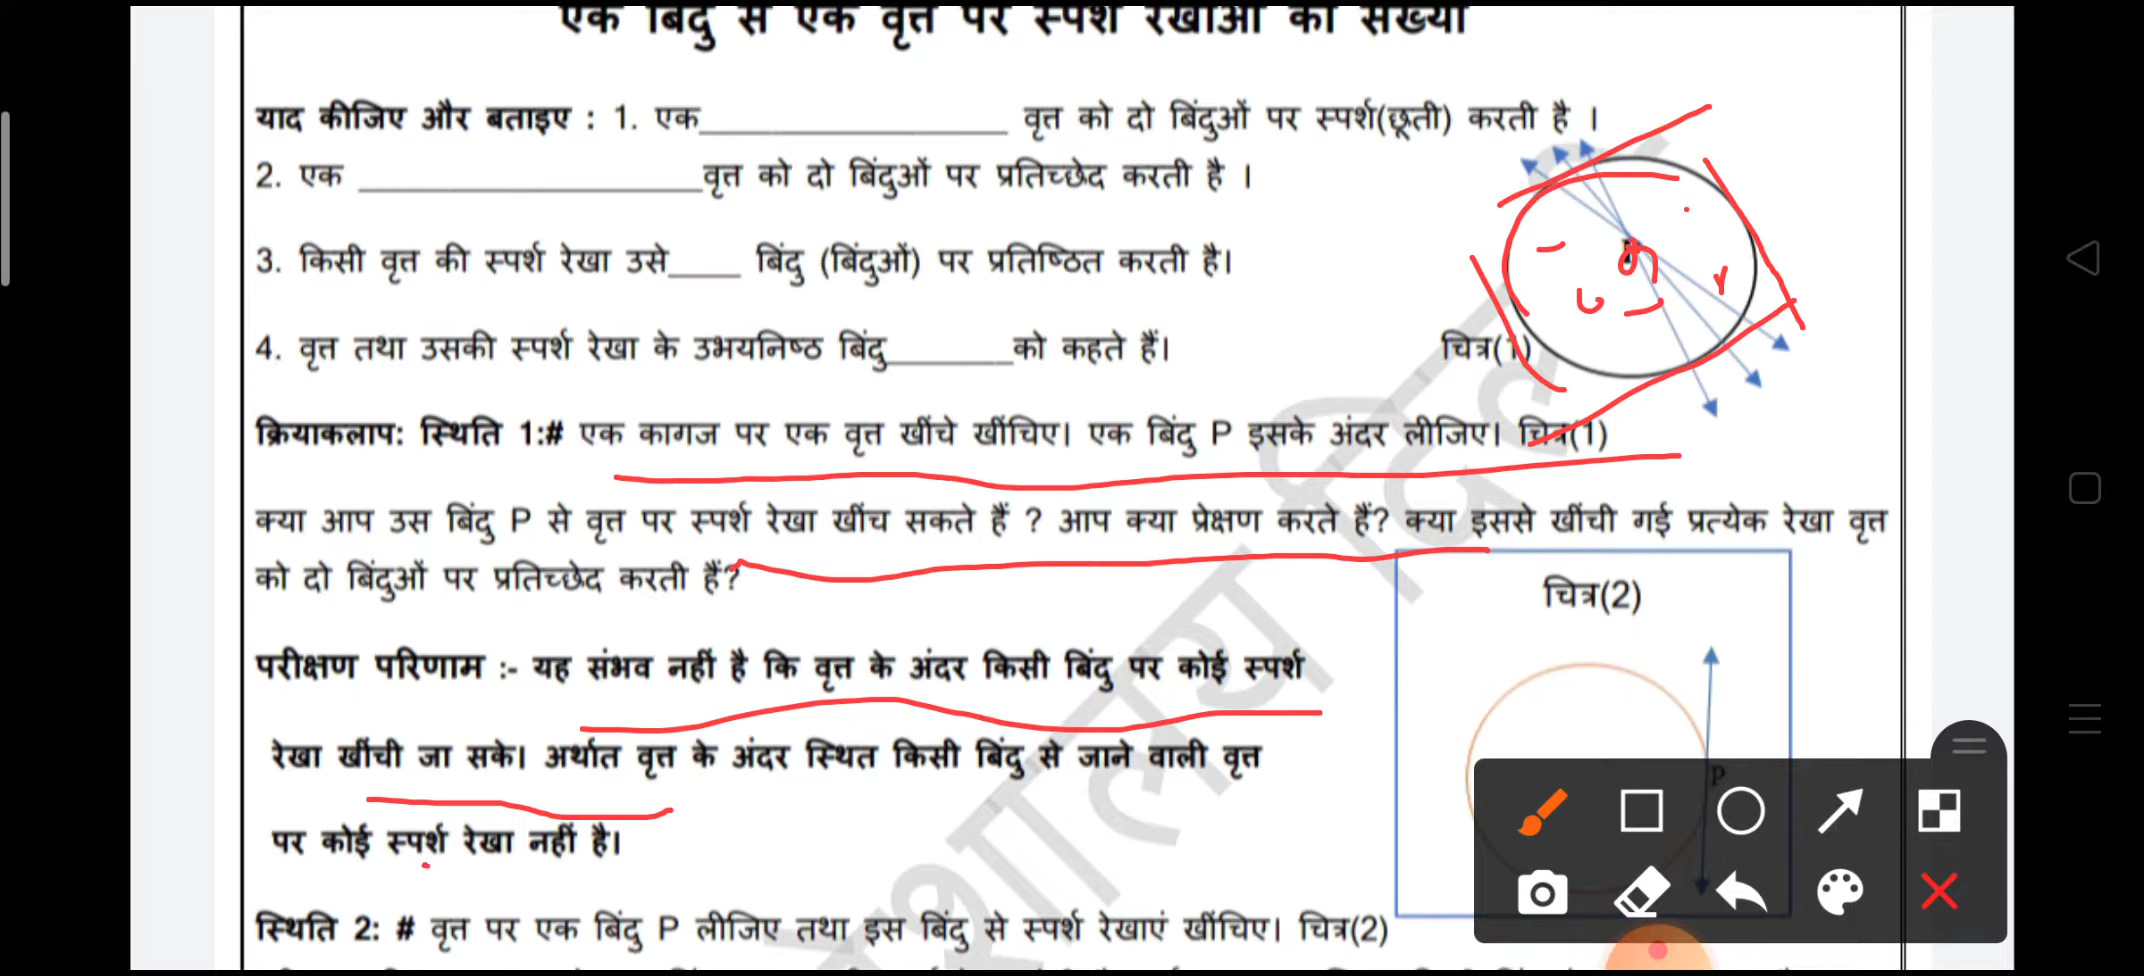 एक बिंदु से एक वृत्त पर स्पर्श रेखाओं की संख्या
याद कीजिए और बताइए : 1. एक____________________ वृत्त को दो बिंदुओं पर स्पर्श(छूती) करती है ।
2. एक ______________________वृत्त को दो बिंदुओं पर प्रतिच्छेद करती है ।
3. किसी वृत्त की स्पर्श रेखा उसे____ बिंदु (बिंदुओं) पर प्रतिष्ठित करती है।
4. वृत्त तथा उसकी स्पर्श रेखा के उभयनिष्ठ बिंदु________को कहते हैं।
चित्र(1)
क्रियाकलाप: स्थिति 1:# एक कागज पर एक वृत्त खींचे खींचिए। एक बिंदु P इसके अंदर लीजिए। चित्र(1)
क्या आप उस बिंदु P से वृत्त पर स्पर्श रेखा खींच सकते हैं ? आप क्या प्रेक्षण करते हैं? क्या इससे खींची गई प्रत्येक रेखा वृत्त
को दो बिंदुओं पर प्रतिच्छेद करती हैं?
चित्र(2)
परीक्षण परिणाम :- यह संभव नहीं है कि वृत्त के अंदर किसी बिंदु पर कोई स्पर्श
रेखा खींची जा सके। अर्थात वृत्त के अंदर स्थित किसी बिंदु से जाने वाली वृत्त
P
पर कोई स्पर्श रेखा नहीं है।
स्थिति 2: # वृत्त पर एक बिंदु P लीजिए तथा इस बिंदु से स्पर्श रेखाएं खींचिए। चित्र(2)